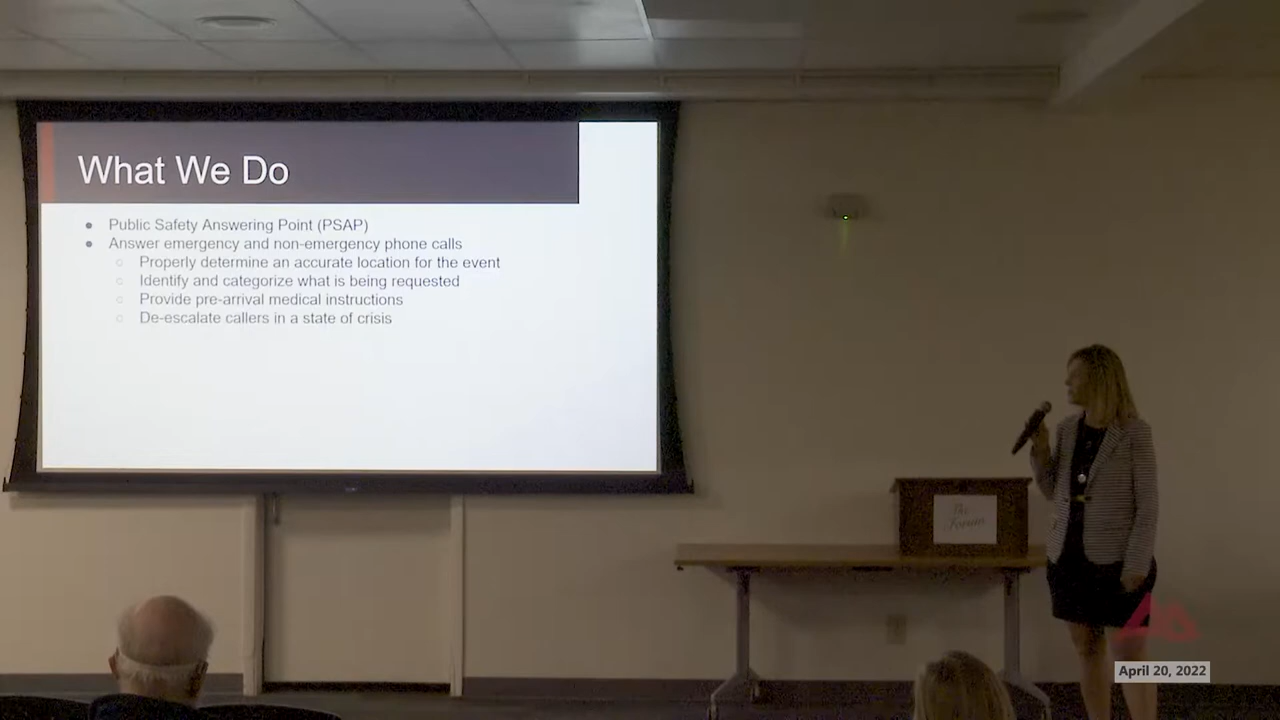 What We Do
Public Safety Answering Point (PSAP)
Answer emergency and non-emergency phone calls
Properly determine an accurate location for the event
Identify and categorize what is being requested
Provide pre-arrival medical instructions
De-escalate callers in a state of crisis
The
Forum
April 20, 2022